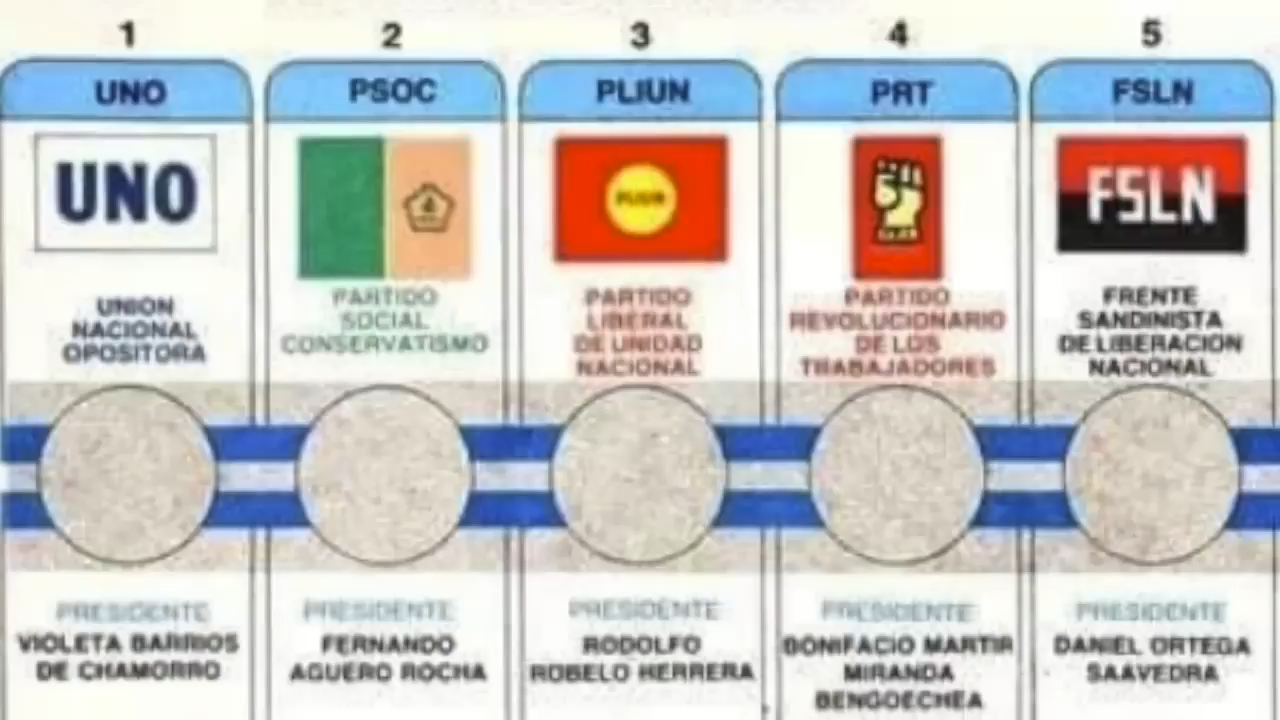 1
UNO
UNO
UNION
NACIONAL
OPOSITORA
PRESIDENTE
VIOLETA BARRIOS
DE CHAMORRO
2
PSOC
PARTIDO
SOCIAL
CONSERVATISMO
PRESIDENTE
FERNANDO
AGUERO ROCHA
3
PLIUN
PLIUN
PARTIDO
LIBERAL
DE UNIDAD
NACIONAL
PRESIDENTE
RODOLFO
ROBELO HERRERA
4
PRT
PARTIDO
REVOLUCIONARIO
DE LOS
TRABAJADORES
PRESIDENTE
BONIFACIO MARTIR
MIRANDA
BENGOECHEA
5
FSLN
FSLN
FRENTE
SANDINISTA
DE LIBERACION
NACIONAL
PRESIDENTE
DANIEL ORTEGA
SAAVEDRA